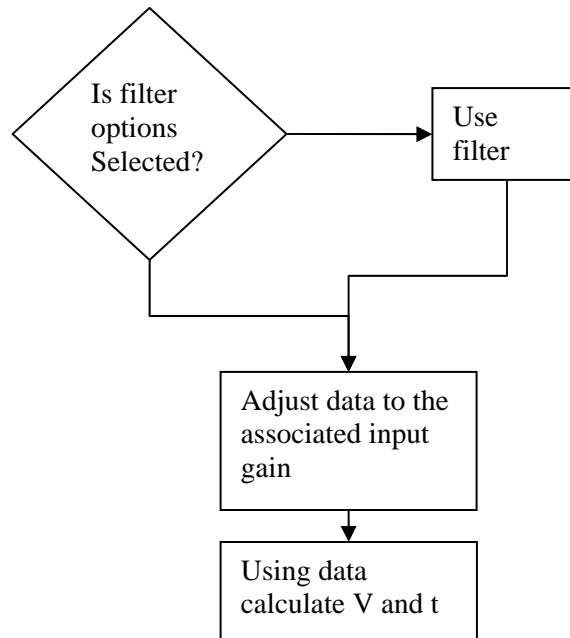 Is filter
options
Selected?
Use
filter
Adjust data to the
associated input
gain
Using data
calculate V and t